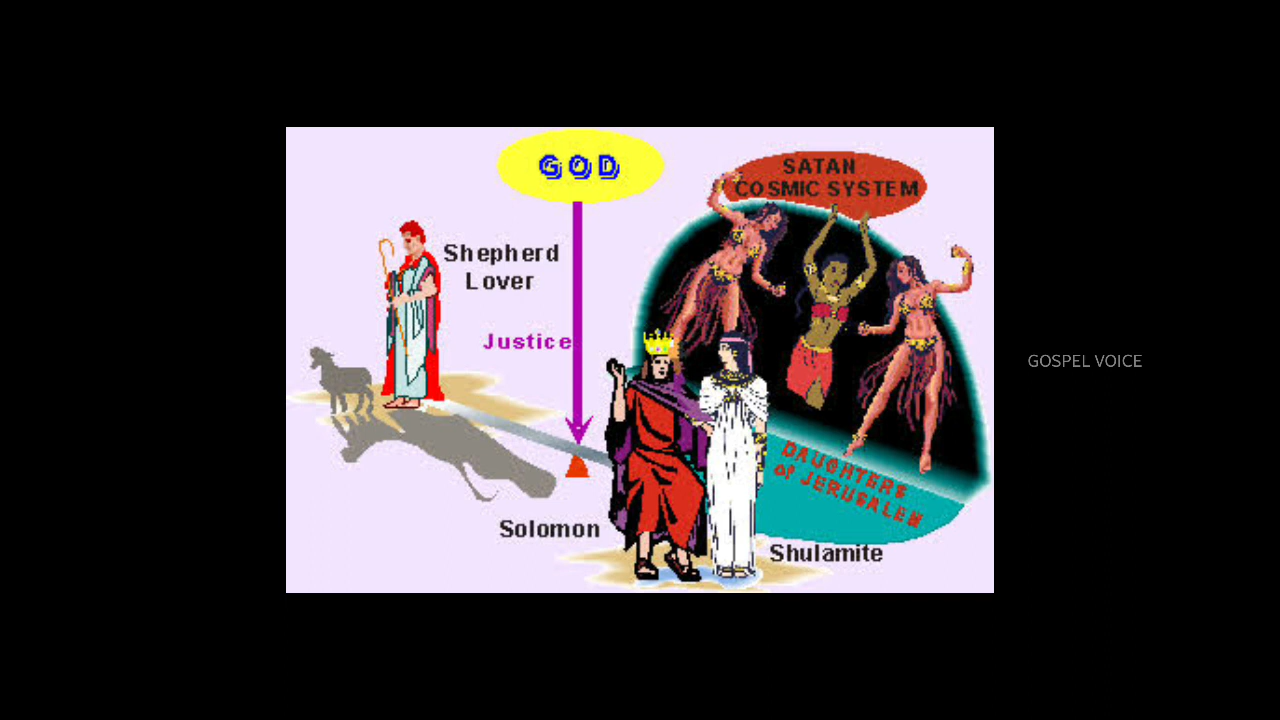 GOD
SATAN
COSMIC SYSTEM
Shepherd
Lover
Justice
GOSPEL VOICE
DAUGHTERS
of JERUSALEM
Solomon
Shulamite